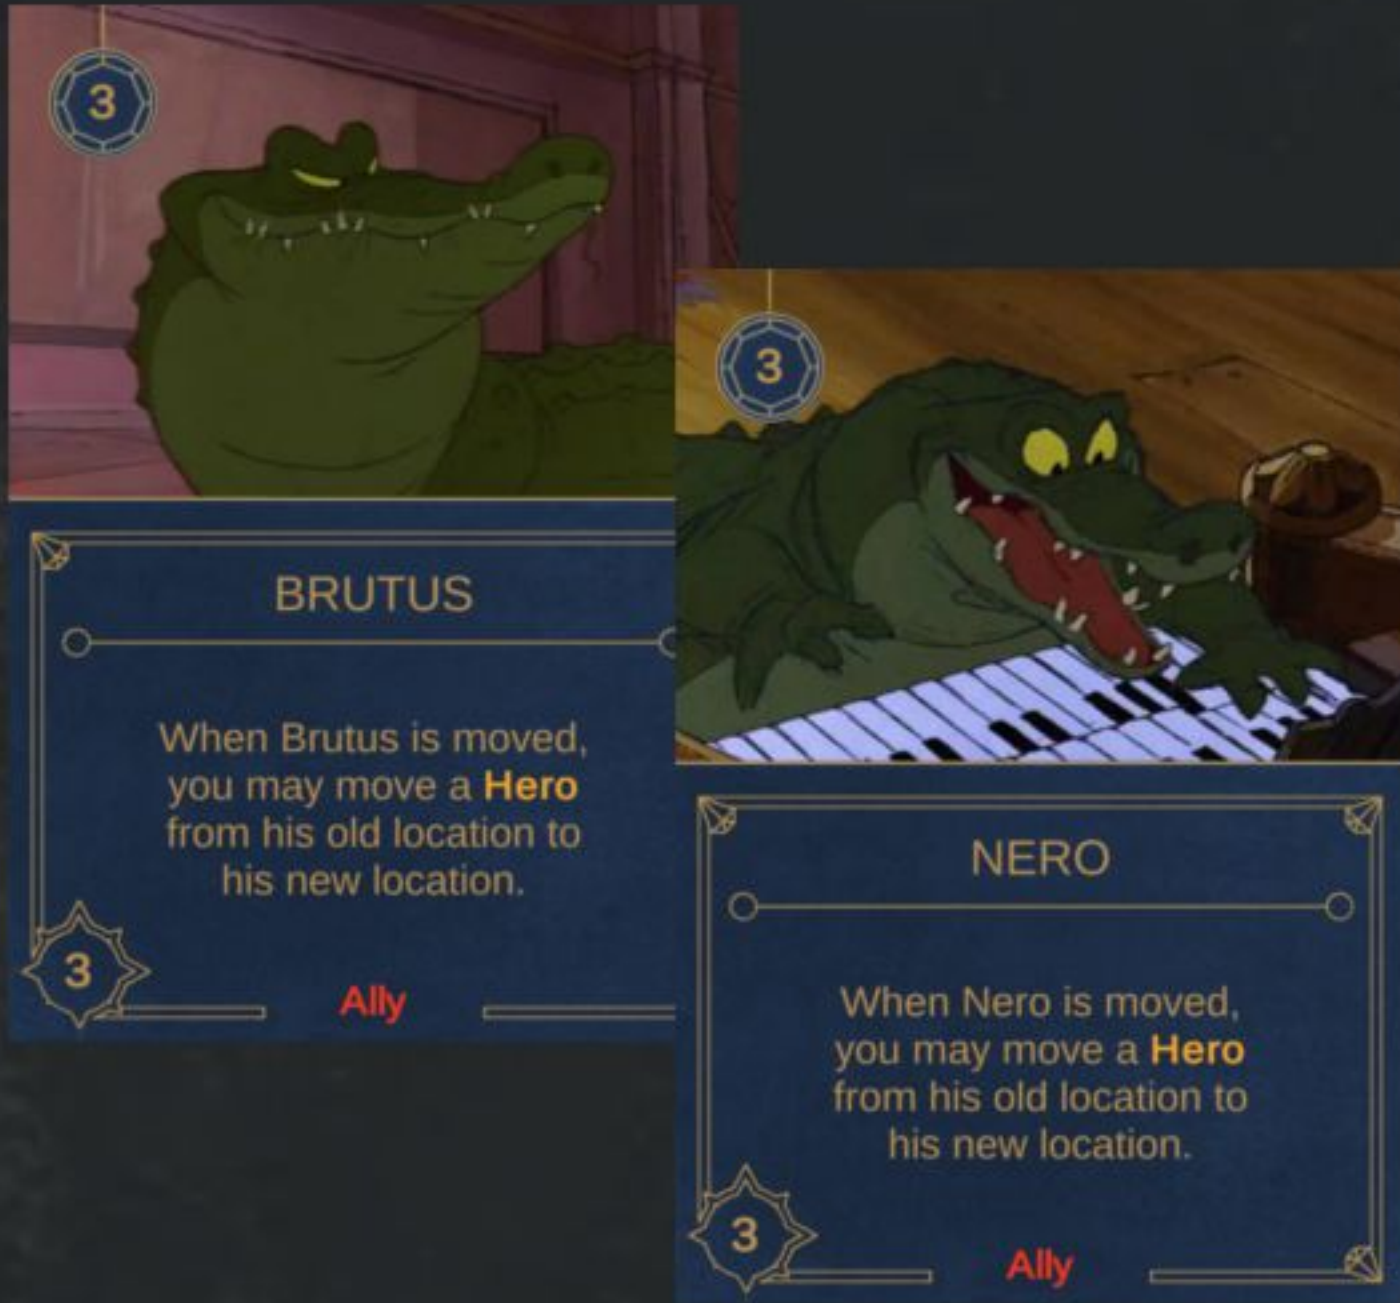 3
BRUTUS
When Brutus is moved,
you may move a Hero
from his old location to
his new location.
3
Ally
3
NERO
When Nero is moved,
you may move a Hero
from his old location to
his new location.
3
Ally